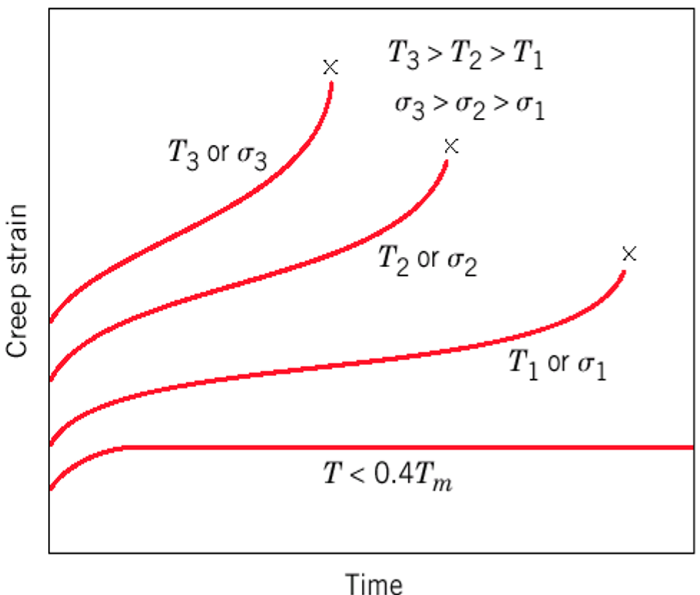 T₃ > T₂ > T₁
σ₃ > σ₂ > σ₁
T₃ or σ₃
T₂ or σ₂
T₁ or σ₁
T < 0.4Tₘ
Creep strain
Time